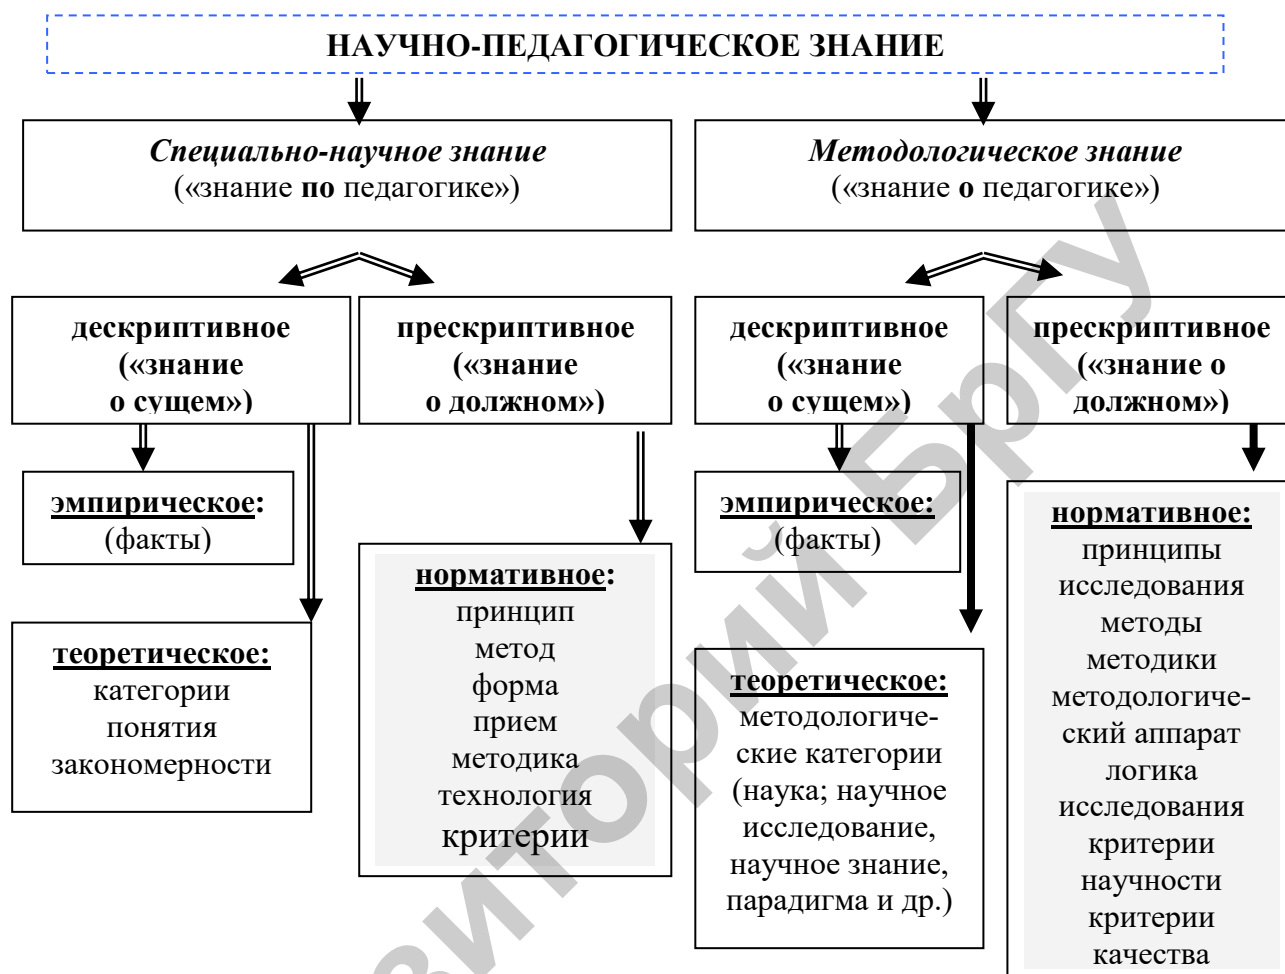 НАУЧНО-ПЕДАГОГИЧЕСКОЕ ЗНАНИЕ
Специально-научное знание
(«знание по педагогике»)
Методологическое знание
(«знание о педагогике»)
дескриптивное
(«знание
о сущем»)
прескриптивное
(«знание
о должном»)
дескриптивное
(«знание
о сущем»)
прескриптивное
(«знание о
должном»)
эмпирическое:
(факты)
теоретическое:
категории
понятия
закономерности
нормативное:
принцип
метод
форма
прием
методика
технология
критерии
эмпирическое:
(факты)
теоретическое:
методологиче-
ские категории
(наука; научное
исследование,
научное знание,
парадигма и др.)
нормативное:
принципы
исследования
методы
методики
методологиче-
ский аппарат
логика
исследования
критерии
научности
критерии
качества
зиторий БрГУ